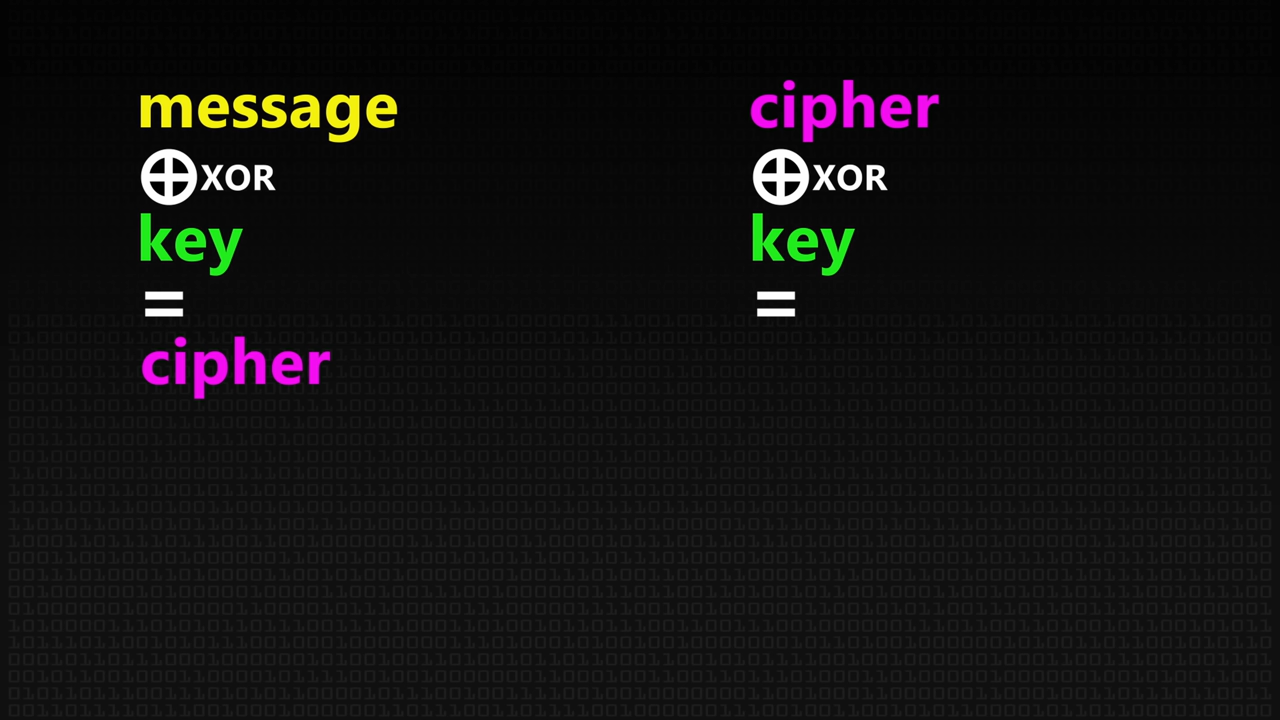 message
⊕XOR
key
=
cipher
cipher
⊕XOR
key
=